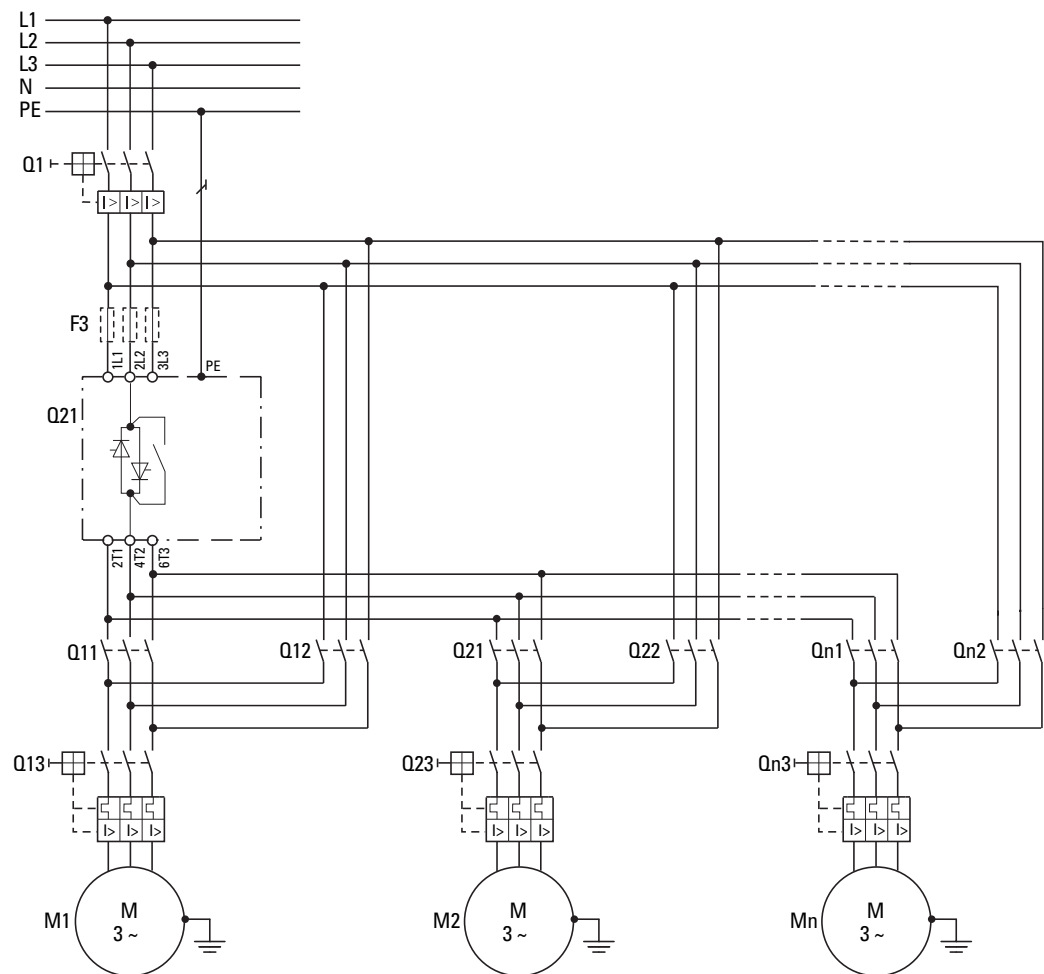 L1
L2
L3
N
PE
Q1
I> I> I>
F3
1L1 2L2 3L3 PE
Q21
2T1 4T2 6T3
Q11 Q12 Q21 Q22 Qn1 Qn2
Q13 Q23 Qn3
I> I> I> I> I> I> I> I> I>
M1 M 3 ~ M2 M 3 ~ Mn M 3 ~